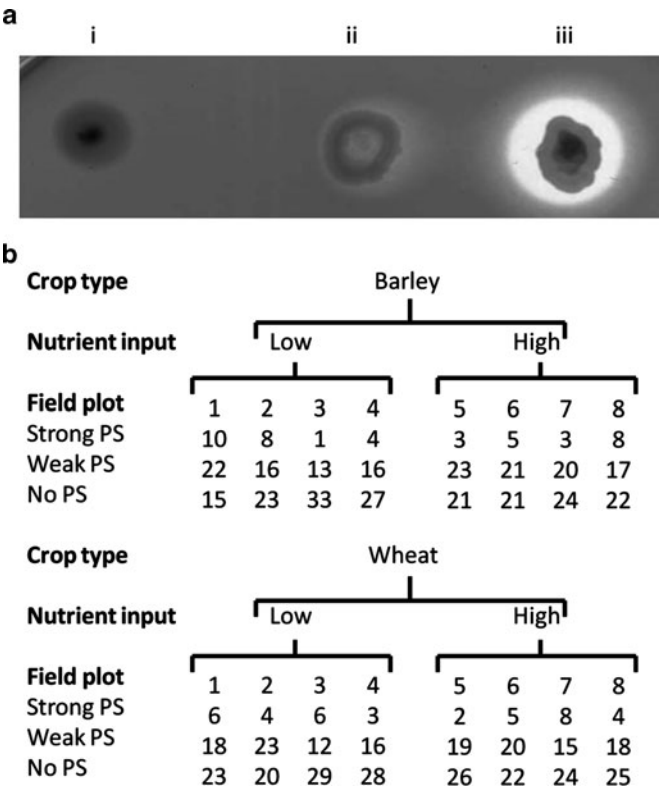 a
i ii iii
b
Crop type Barley
Nutrient input Low High
Field plot 1 2 3 4 5 6 7 8
Strong PS 10 8 1 4 3 5 3 8
Weak PS 22 16 13 16 23 21 20 17
No PS 15 23 33 27 21 21 24 22
Crop type Wheat
Nutrient input Low High
Field plot 1 2 3 4 5 6 7 8
Strong PS 6 4 6 3 2 5 8 4
Weak PS 18 23 12 16 19 20 15 18
No PS 23 20 29 28 26 22 24 25